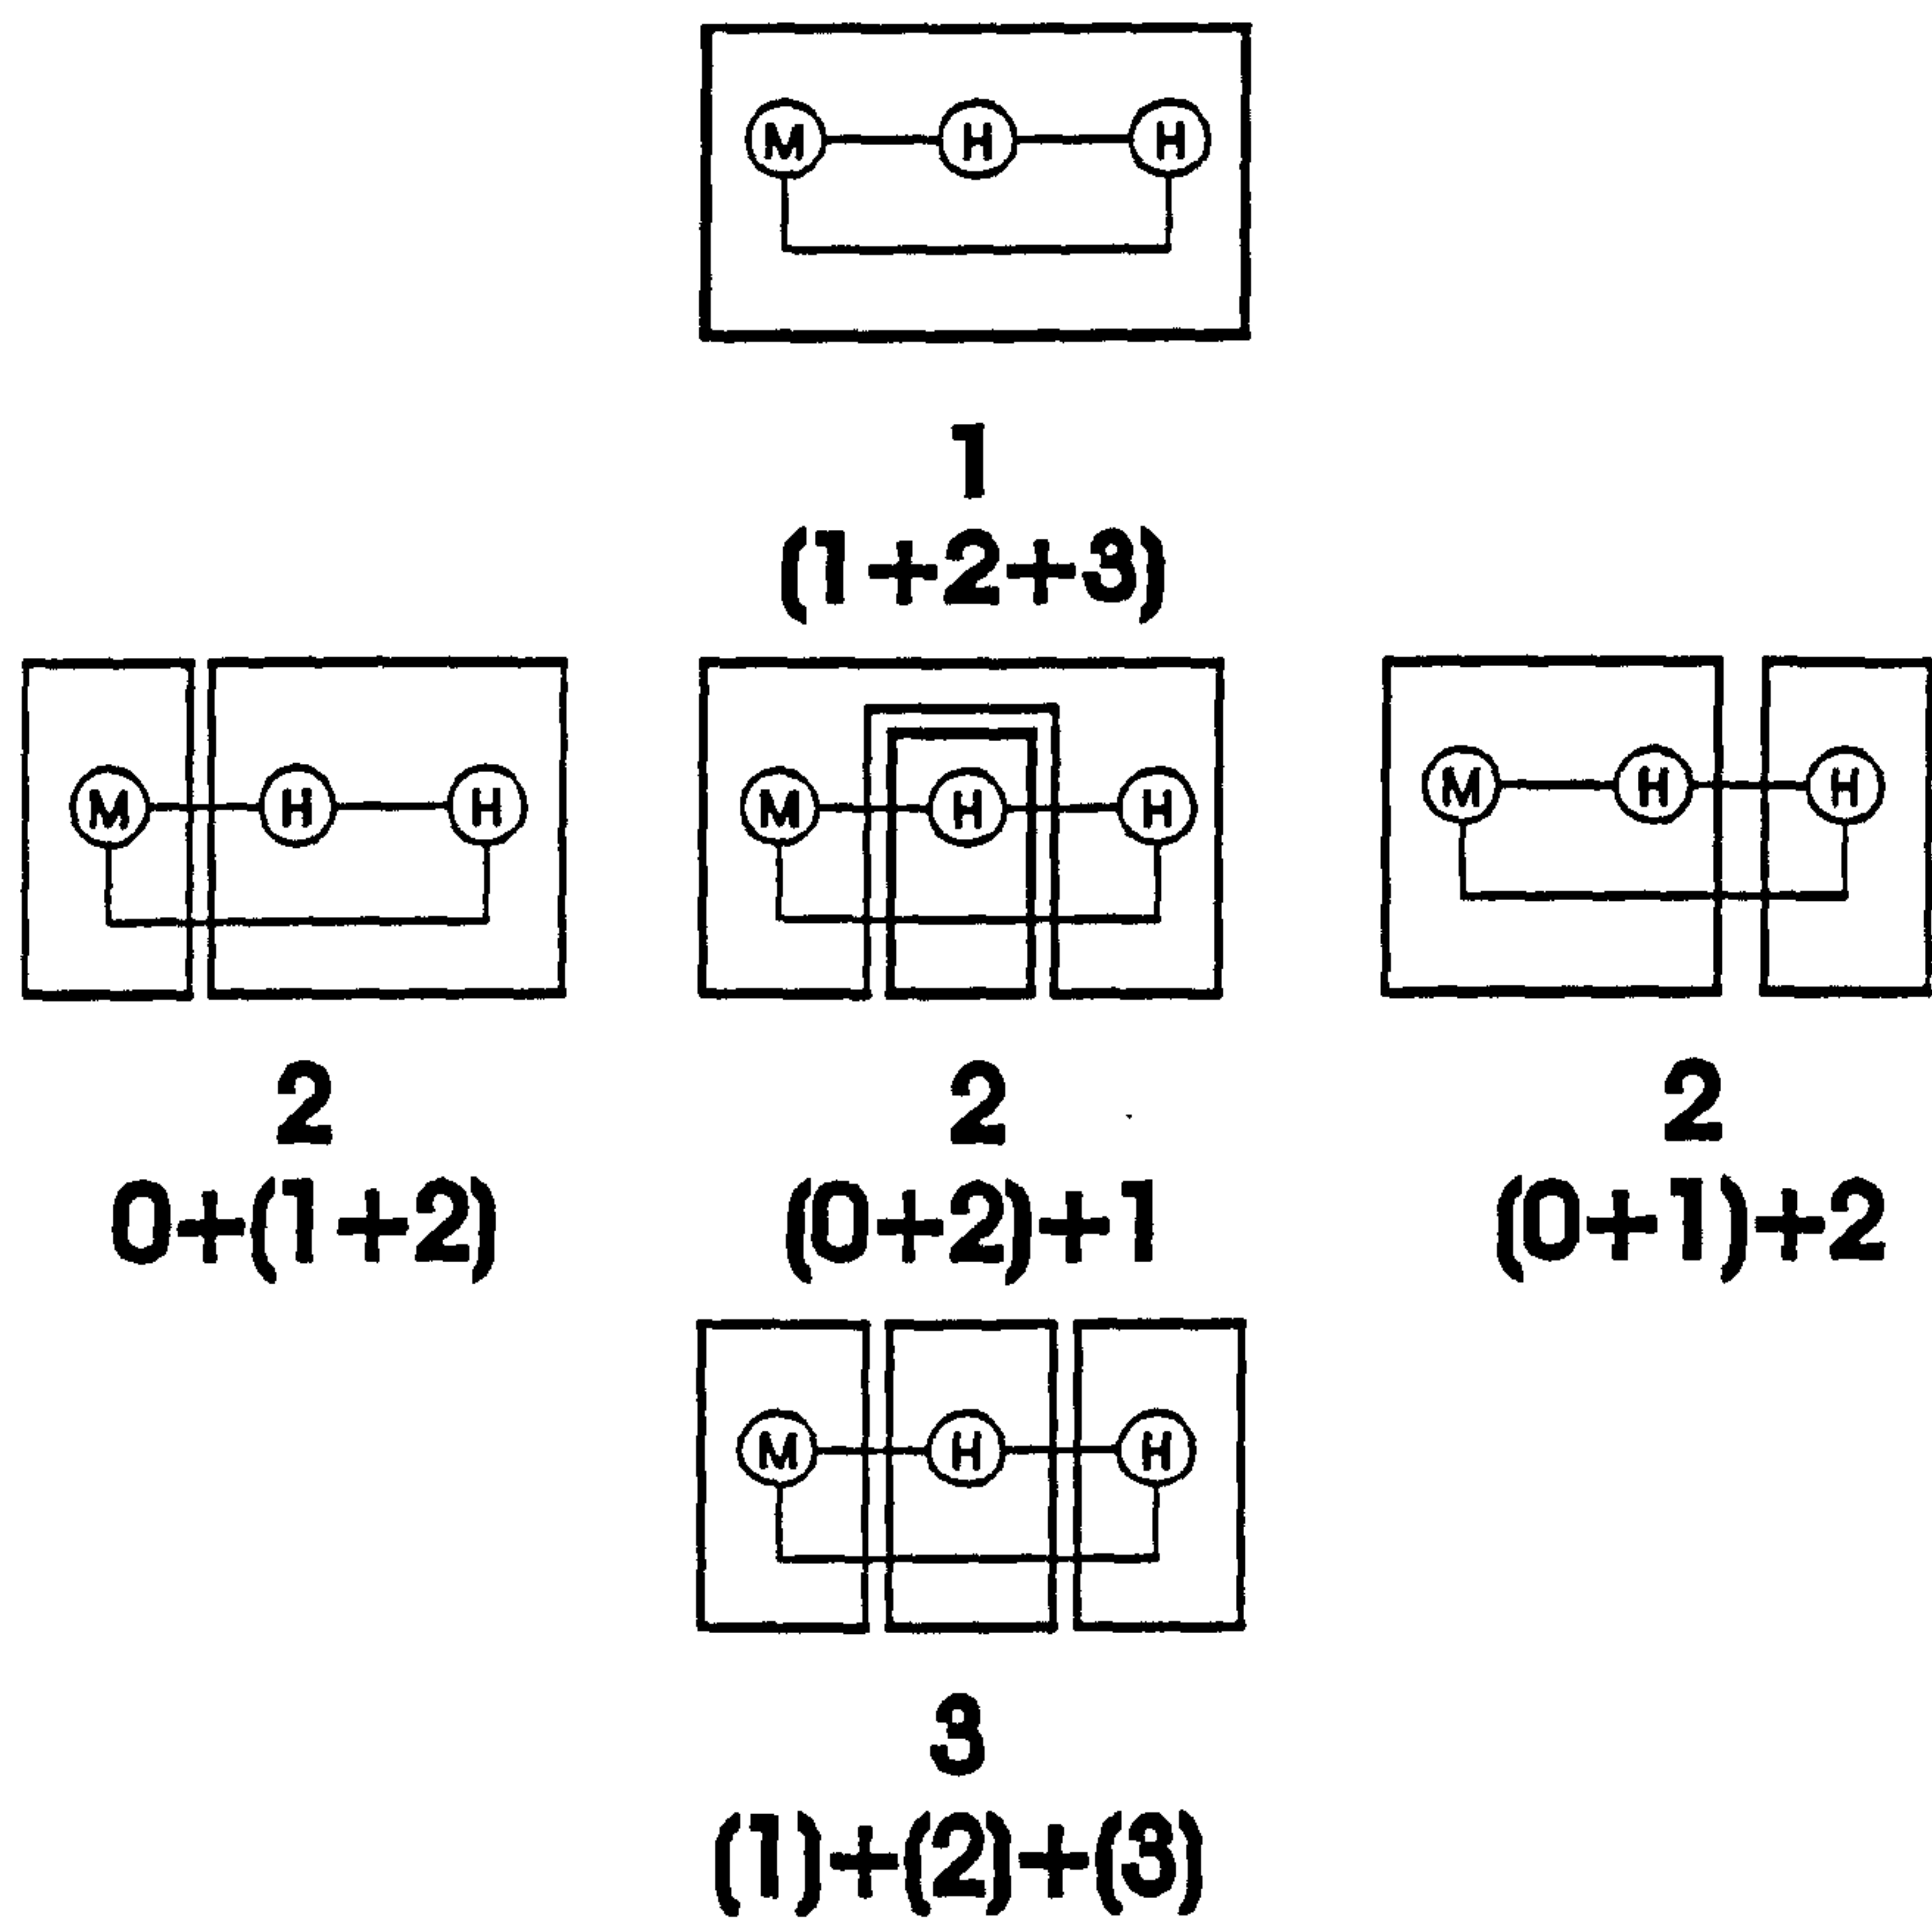 M H H
1
(1+2+3)
M H H
M H H
M H H
2
2
2
0+(1+2)
(0+2)+1
(0+1)+2
M H H
3
(1)+(2)+(3)